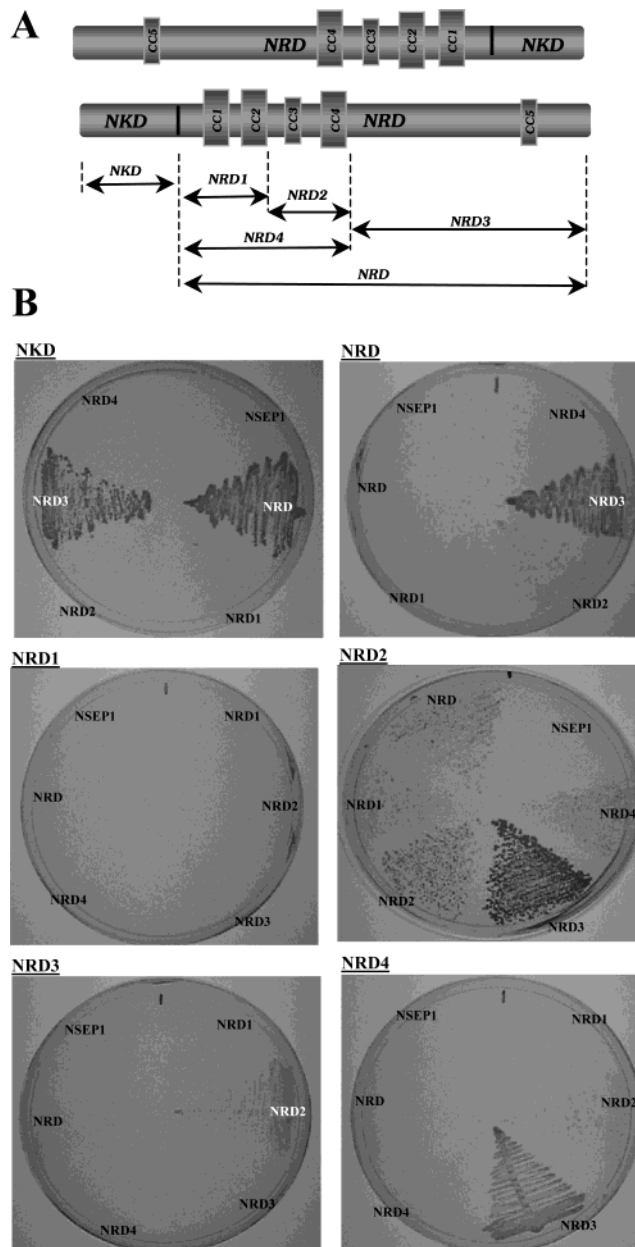 A
CC5 NRD CC4 CC3 CC2 CC1 NKD
NKD CC1 CC2 CC3 CC4 NRD CC5
NKD NRD1 NRD2 NRD3
NRD4
NRD
B
NKD
NRD4 NSEP1
NRD3 NRD
NRD2 NRD1
NRD
NSEP1 NRD4
NRD NRD3
NRD1 NRD2
NRD1
NSEP1 NRD1
NRD NRD2
NRD4 NRD3
NRD2
NRD NSEP1
NRD1 NRD4
NRD2 NRD3
NRD3
NSEP1 NRD1
NRD NRD2
NRD4 NRD3
NRD4
NSEP1 NRD1
NRD NRD2
NRD4 NRD3